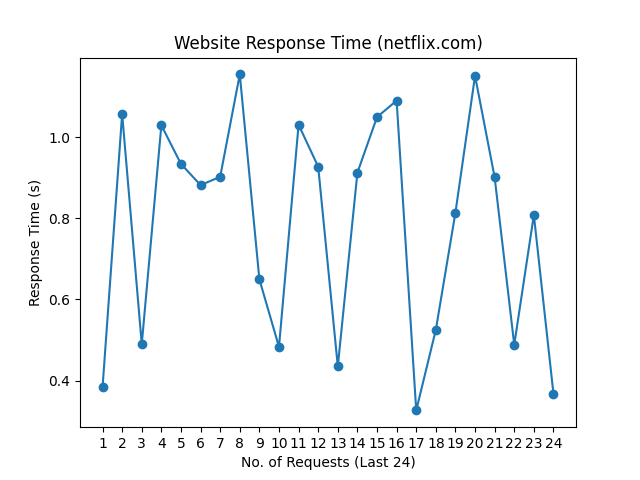 Website Response Time (netflix.com)
Response Time (s)
1.0
0.8
0.6
0.4
1 2 3 4 5 6 7 8 9 10 11 12 13 14 15 16 17 18 19 20 21 22 23 24
No. of Requests (Last 24)